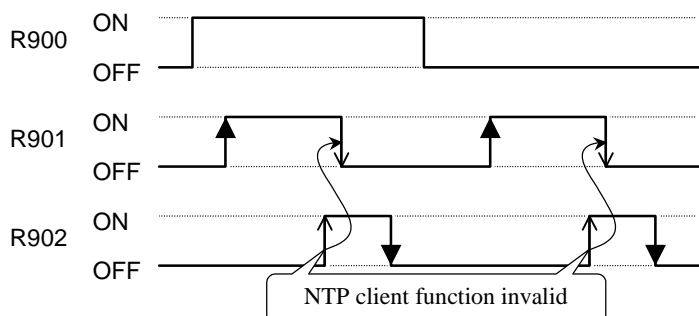 R900
ON
OFF
R901
ON
OFF
R902
ON
OFF
NTP client function invalid